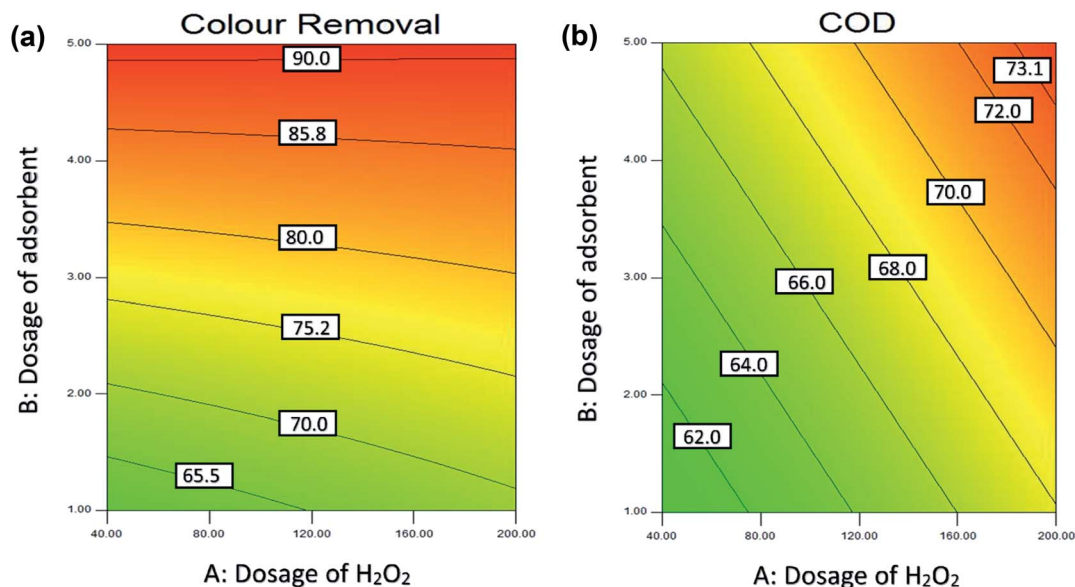 (a)
Colour Removal
B: Dosage of adsorbent
5.00
4.00
3.00
2.00
1.00
90.0
85.8
80.0
75.2
70.0
65.5
40.00 80.00 120.00 160.00 200.00
A: Dosage of H₂O₂
(b)
COD
B: Dosage of adsorbent
5.00
4.00
3.00
2.00
1.00
73.1
72.0
70.0
68.0
66.0
64.0
62.0
40.00 80.00 120.00 160.00 200.00
A: Dosage of H₂O₂